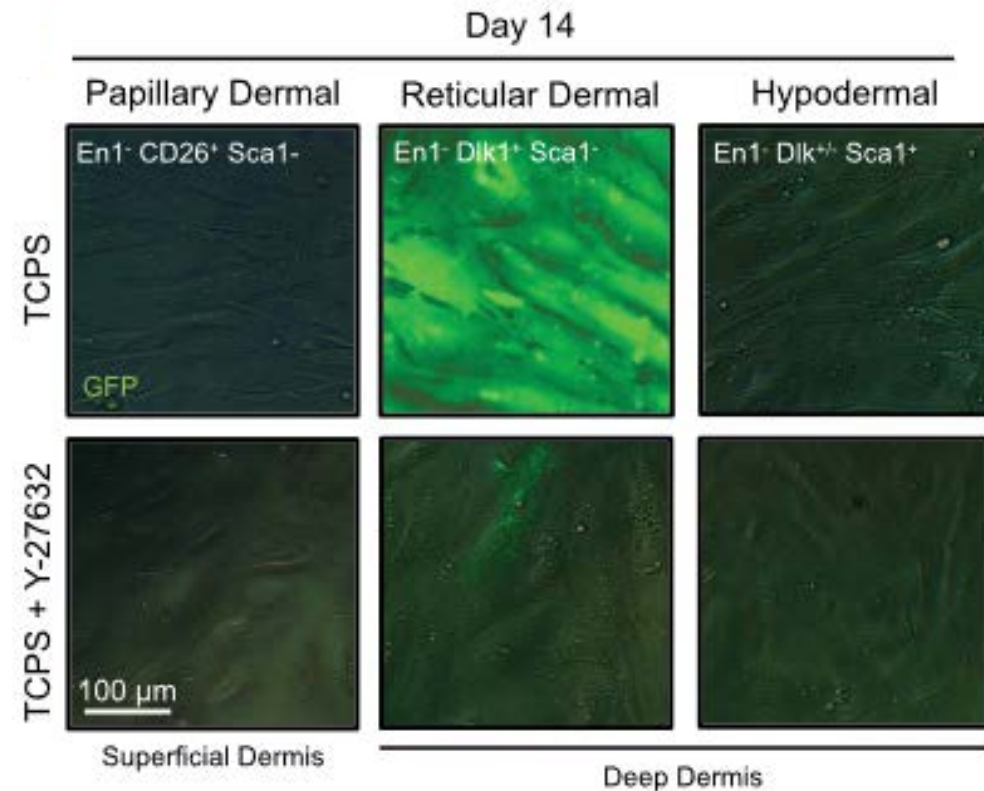 Day 14
Papillary Dermal Reticular Dermal Hypodermal
TCPS
En1⁻ CD26⁺ Sca1-
En1⁻ Dlk1⁺ Sca1⁻
En1⁻ Dlk⁺/⁻ Sca1⁺
GFP
TCPS + Y-27632
100 µm
Superficial Dermis
Deep Dermis